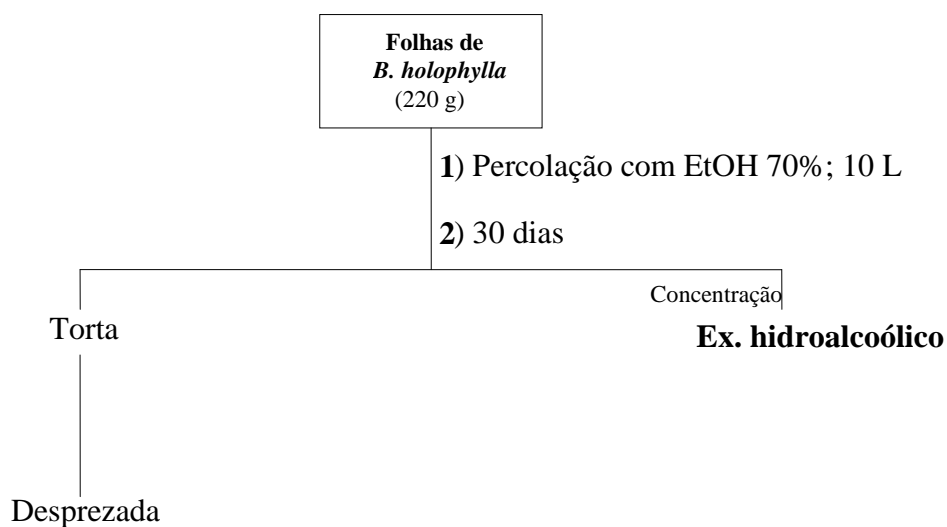 Folhas de
B. holophylla
(220 g)
1) Percolação com EtOH 70%; 10 L
2) 30 dias
Concentração
Torta
Ex. hidroalcoólico
Desprezada